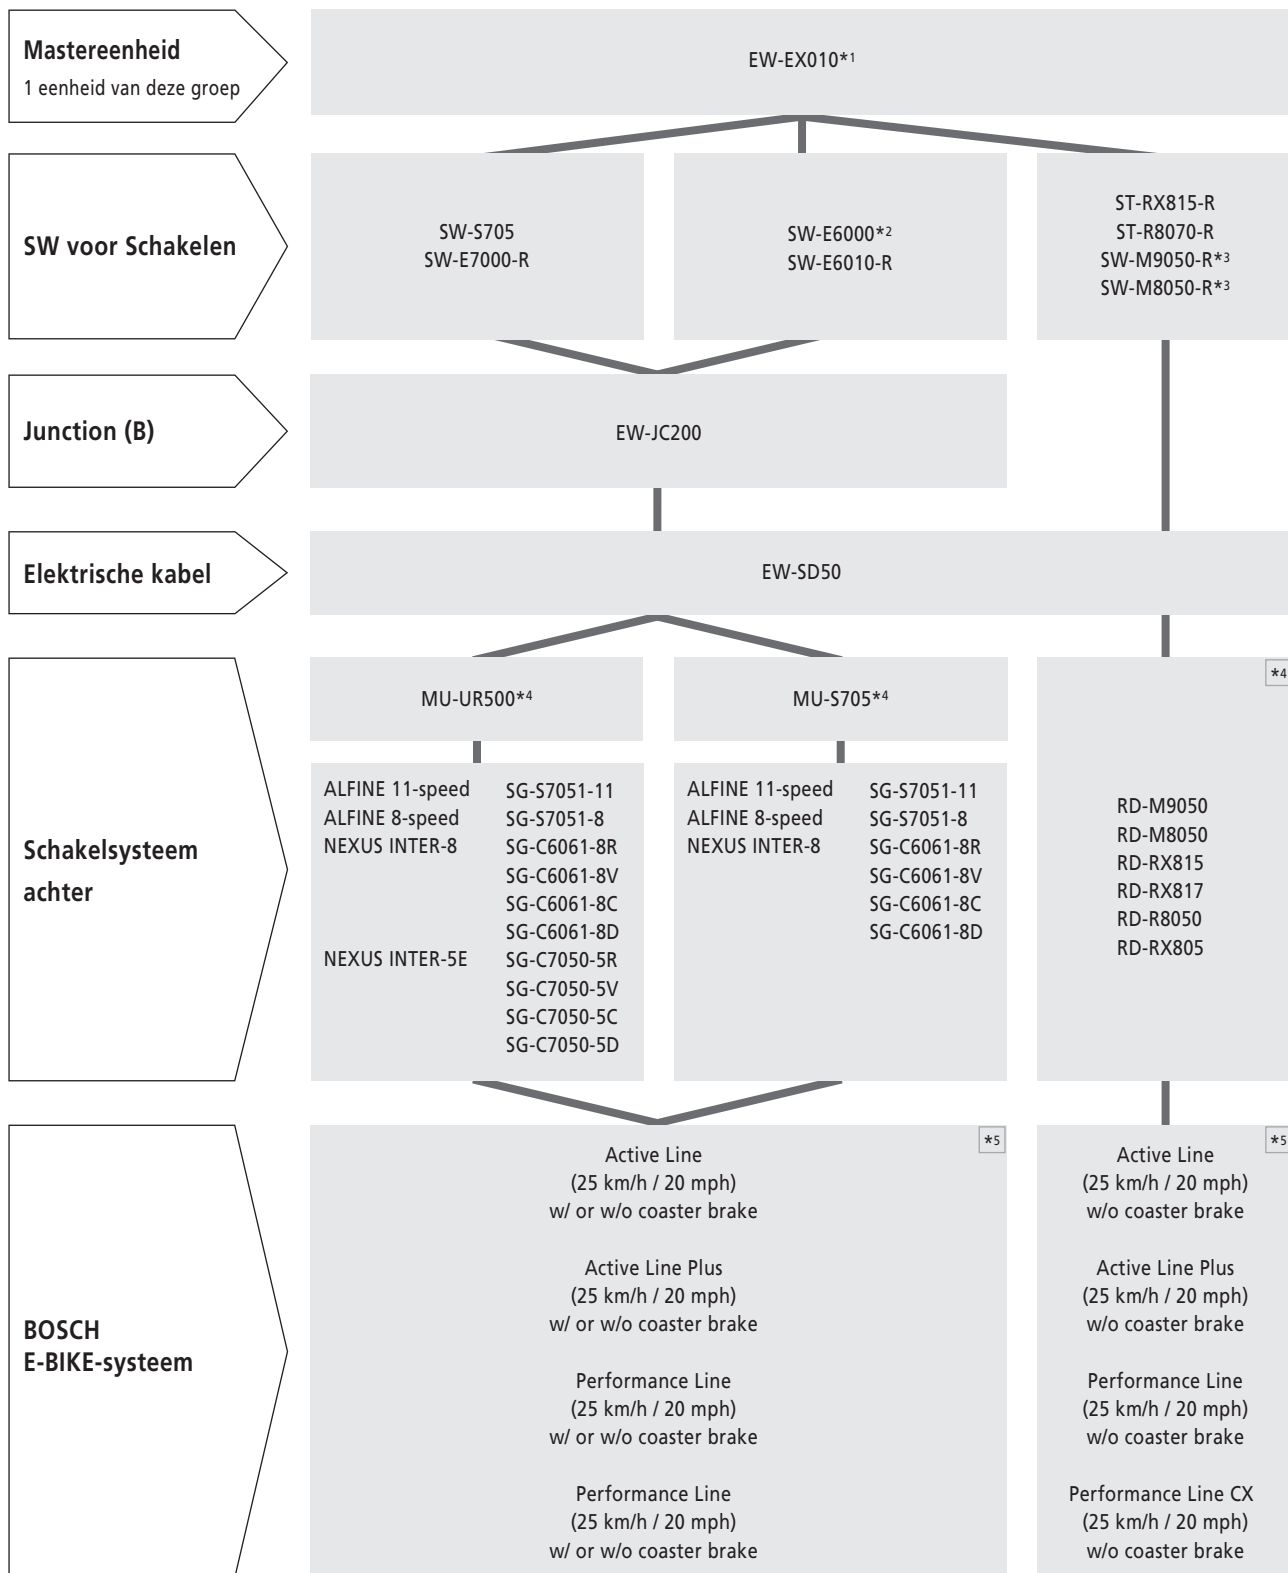 Mastereenheid
1 eenheid van deze groep
EW-EX010*1
SW voor Schakelen
SW-S705
SW-E7000-R
SW-E6000*2
SW-E6010-R
ST-RX815-R
ST-R8070-R
SW-M9050-R*3
SW-M8050-R*3
Junction (B)
EW-JC200
Elektrische kabel
EW-SD50
Schakelsysteem
achter
MU-UR500*4
MU-S705*4
*4
ALFINE 11-speed SG-S7051-11
ALFINE 8-speed SG-S7051-8
NEXUS INTER-8 SG-C6061-8R
SG-C6061-8V
SG-C6061-8C
SG-C6061-8D
NEXUS INTER-5E SG-C7050-5R
SG-C7050-5V
SG-C7050-5C
SG-C7050-5D
ALFINE 11-speed SG-S7051-11
ALFINE 8-speed SG-S7051-8
NEXUS INTER-8 SG-C6061-8R
SG-C6061-8V
SG-C6061-8C
SG-C6061-8D
RD-M9050
RD-M8050
RD-RX815
RD-RX817
RD-R8050
RD-RX805
BOSCH
E-BIKE-systeem
*5
Active Line
(25 km/h / 20 mph)
w/ or w/o coaster brake
Active Line Plus
(25 km/h / 20 mph)
w/ or w/o coaster brake
Performance Line
(25 km/h / 20 mph)
w/ or w/o coaster brake
Performance Line
(25 km/h / 20 mph)
w/ or w/o coaster brake
*5
Active Line
(25 km/h / 20 mph)
w/o coaster brake
Active Line Plus
(25 km/h / 20 mph)
w/o coaster brake
Performance Line
(25 km/h / 20 mph)
w/o coaster brake
Performance Line CX
(25 km/h / 20 mph)
w/o coaster brake